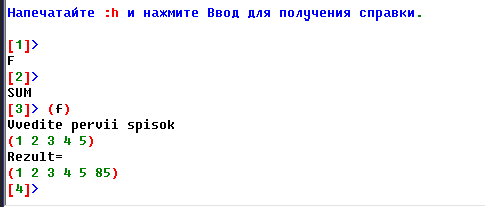 Напечатайте :h и нажмите Ввод для получения справки.
[1]>
F
[2]>
SUM
[3]> (f)
Vvedite pervii spisok
(1 2 3 4 5)
Rezult=
(1 2 3 4 5 85)
[4]>